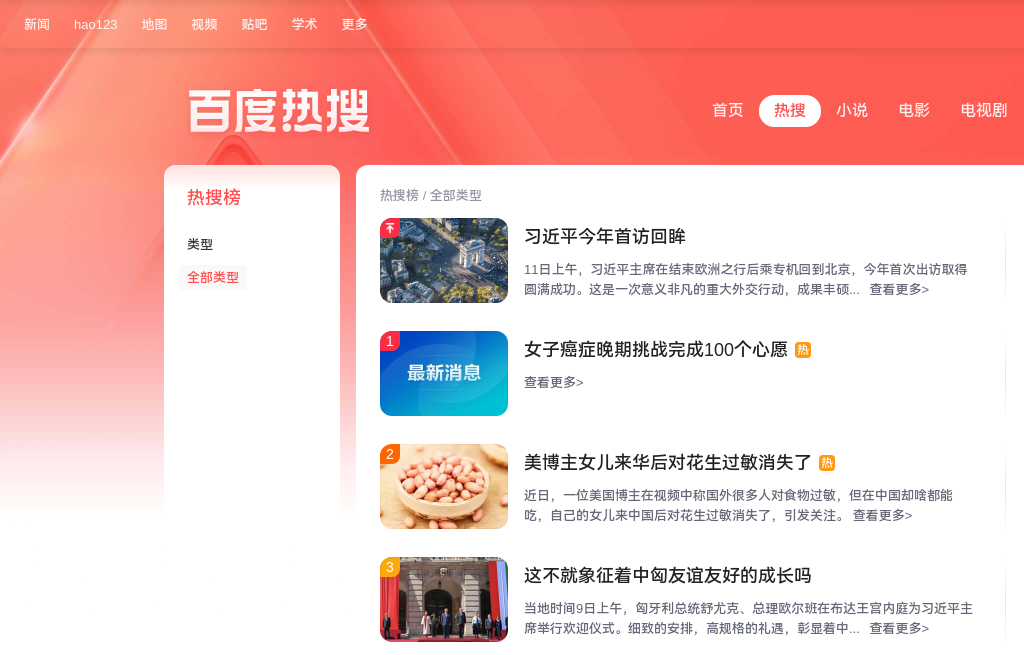 新闻 hao123 地图 视频 贴吧 学术 更多
百度热搜
首页 热搜 小说 电影 电视剧
热搜榜
类型
全部类型
热搜榜 / 全部类型
习近平今年首访回眸
11日上午，习近平主席在结束欧洲之行后乘专机回到北京，今年首次出访取得
圆满成功。这是一次意义非凡的重大外交行动，成果丰硕... 查看更多>
1
最新消息
女子癌症晚期挑战完成100个心愿 热
查看更多>
2
美博主女儿来华后对花生过敏消失了 热
近日，一位美国博主在视频中称国外很多人对食物过敏，但在中国却啥都能
吃，自己的女儿来中国后对花生过敏消失了，引发关注。 查看更多>
3
这不就象征着中匈友谊友好的成长吗
当地时间9日上午，匈牙利总统舒尤克、总理欧尔班在布达王宫内庭为习近平主
席举行欢迎仪式。细致的安排，高规格的礼遇，彰显着中... 查看更多>